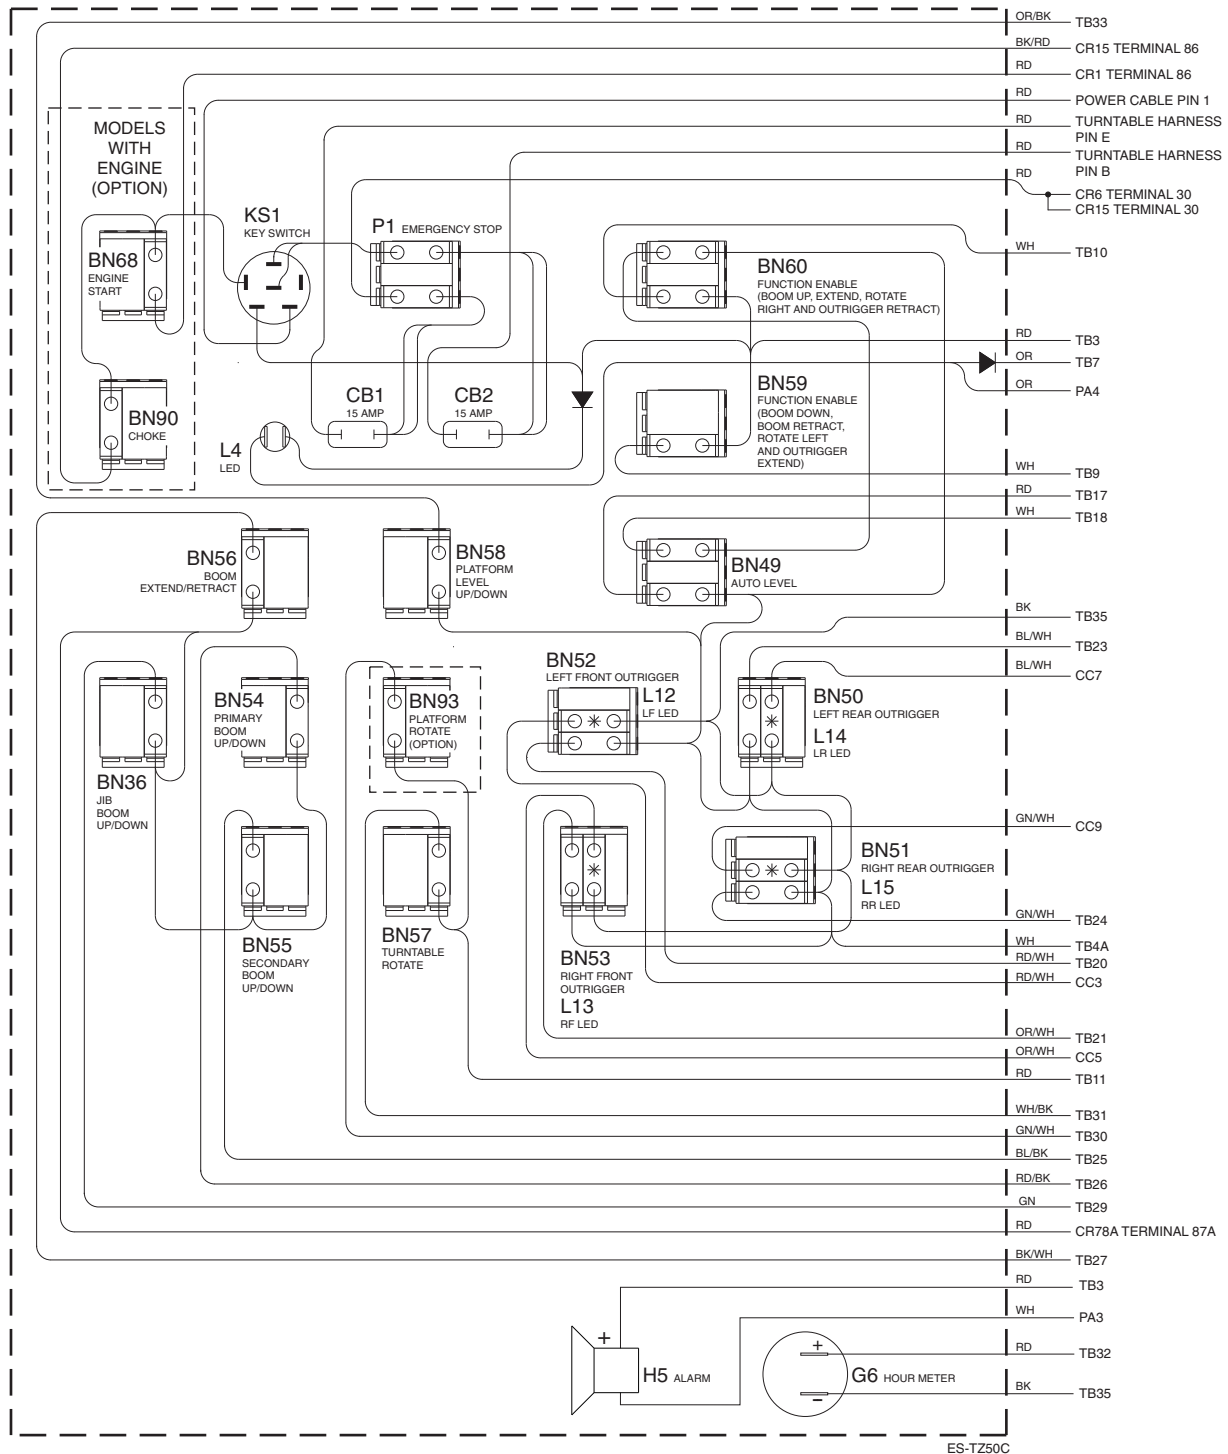 OR/BK TB33
BK/RD CR15 TERMINAL 86
RD CR1 TERMINAL 86
RD POWER CABLE PIN 1
RD TURNTABLE HARNESS
PIN E
RD TURNTABLE HARNESS
PIN B
RD CR6 TERMINAL 30
CR15 TERMINAL 30
WH TB10
RD TB3
OR TB7
OR PA4
WH TB9
RD TB17
WH TB18
BK TB35
BL/WH TB23
BL/WH CC7
GN/WH CC9
GN/WH TB24
WH TB4A
RD/WH TB20
RD/WH CC3
OR/WH TB21
OR/WH CC5
RD TB11
WH/BK TB31
GN/WH TB30
BL/BK TB25
RD/BK TB26
GN TB29
RD CR78A TERMINAL 87A
BK/WH TB27
RD TB3
WH PA3
RD TB32
BK TB35
MODELS
WITH
ENGINE
(OPTION)
BN68
ENGINE
START
BN90
CHOKE
KS1
KEY SWITCH
P1 EMERGENCY STOP
CB1
15 AMP
CB2
15 AMP
L4
LED
BN60
FUNCTION ENABLE
(BOOM UP, EXTEND, ROTATE
RIGHT AND OUTRIGGER RETRACT)
BN59
FUNCTION ENABLE
(BOOM DOWN,
BOOM RETRACT,
ROTATE LEFT
AND OUTRIGGER
EXTEND)
BN56
BOOM
EXTEND/RETRACT
BN58
PLATFORM
LEVEL
UP/DOWN
BN49
AUTO LEVEL
BN36
JIB
BOOM
UP/DOWN
BN54
PRIMARY
BOOM
UP/DOWN
BN93
PLATFORM
ROTATE
(OPTION)
BN52
LEFT FRONT OUTRIGGER
L12
LF LED
BN50
LEFT REAR OUTRIGGER
L14
LR LED
BN55
SECONDARY
BOOM
UP/DOWN
BN57
TURNTABLE
ROTATE
BN53
RIGHT FRONT
OUTRIGGER
L13
RF LED
BN51
RIGHT REAR OUTRIGGER
L15
RR LED
+
H5 ALARM
+
–
G6 HOUR METER
ES-TZ50C